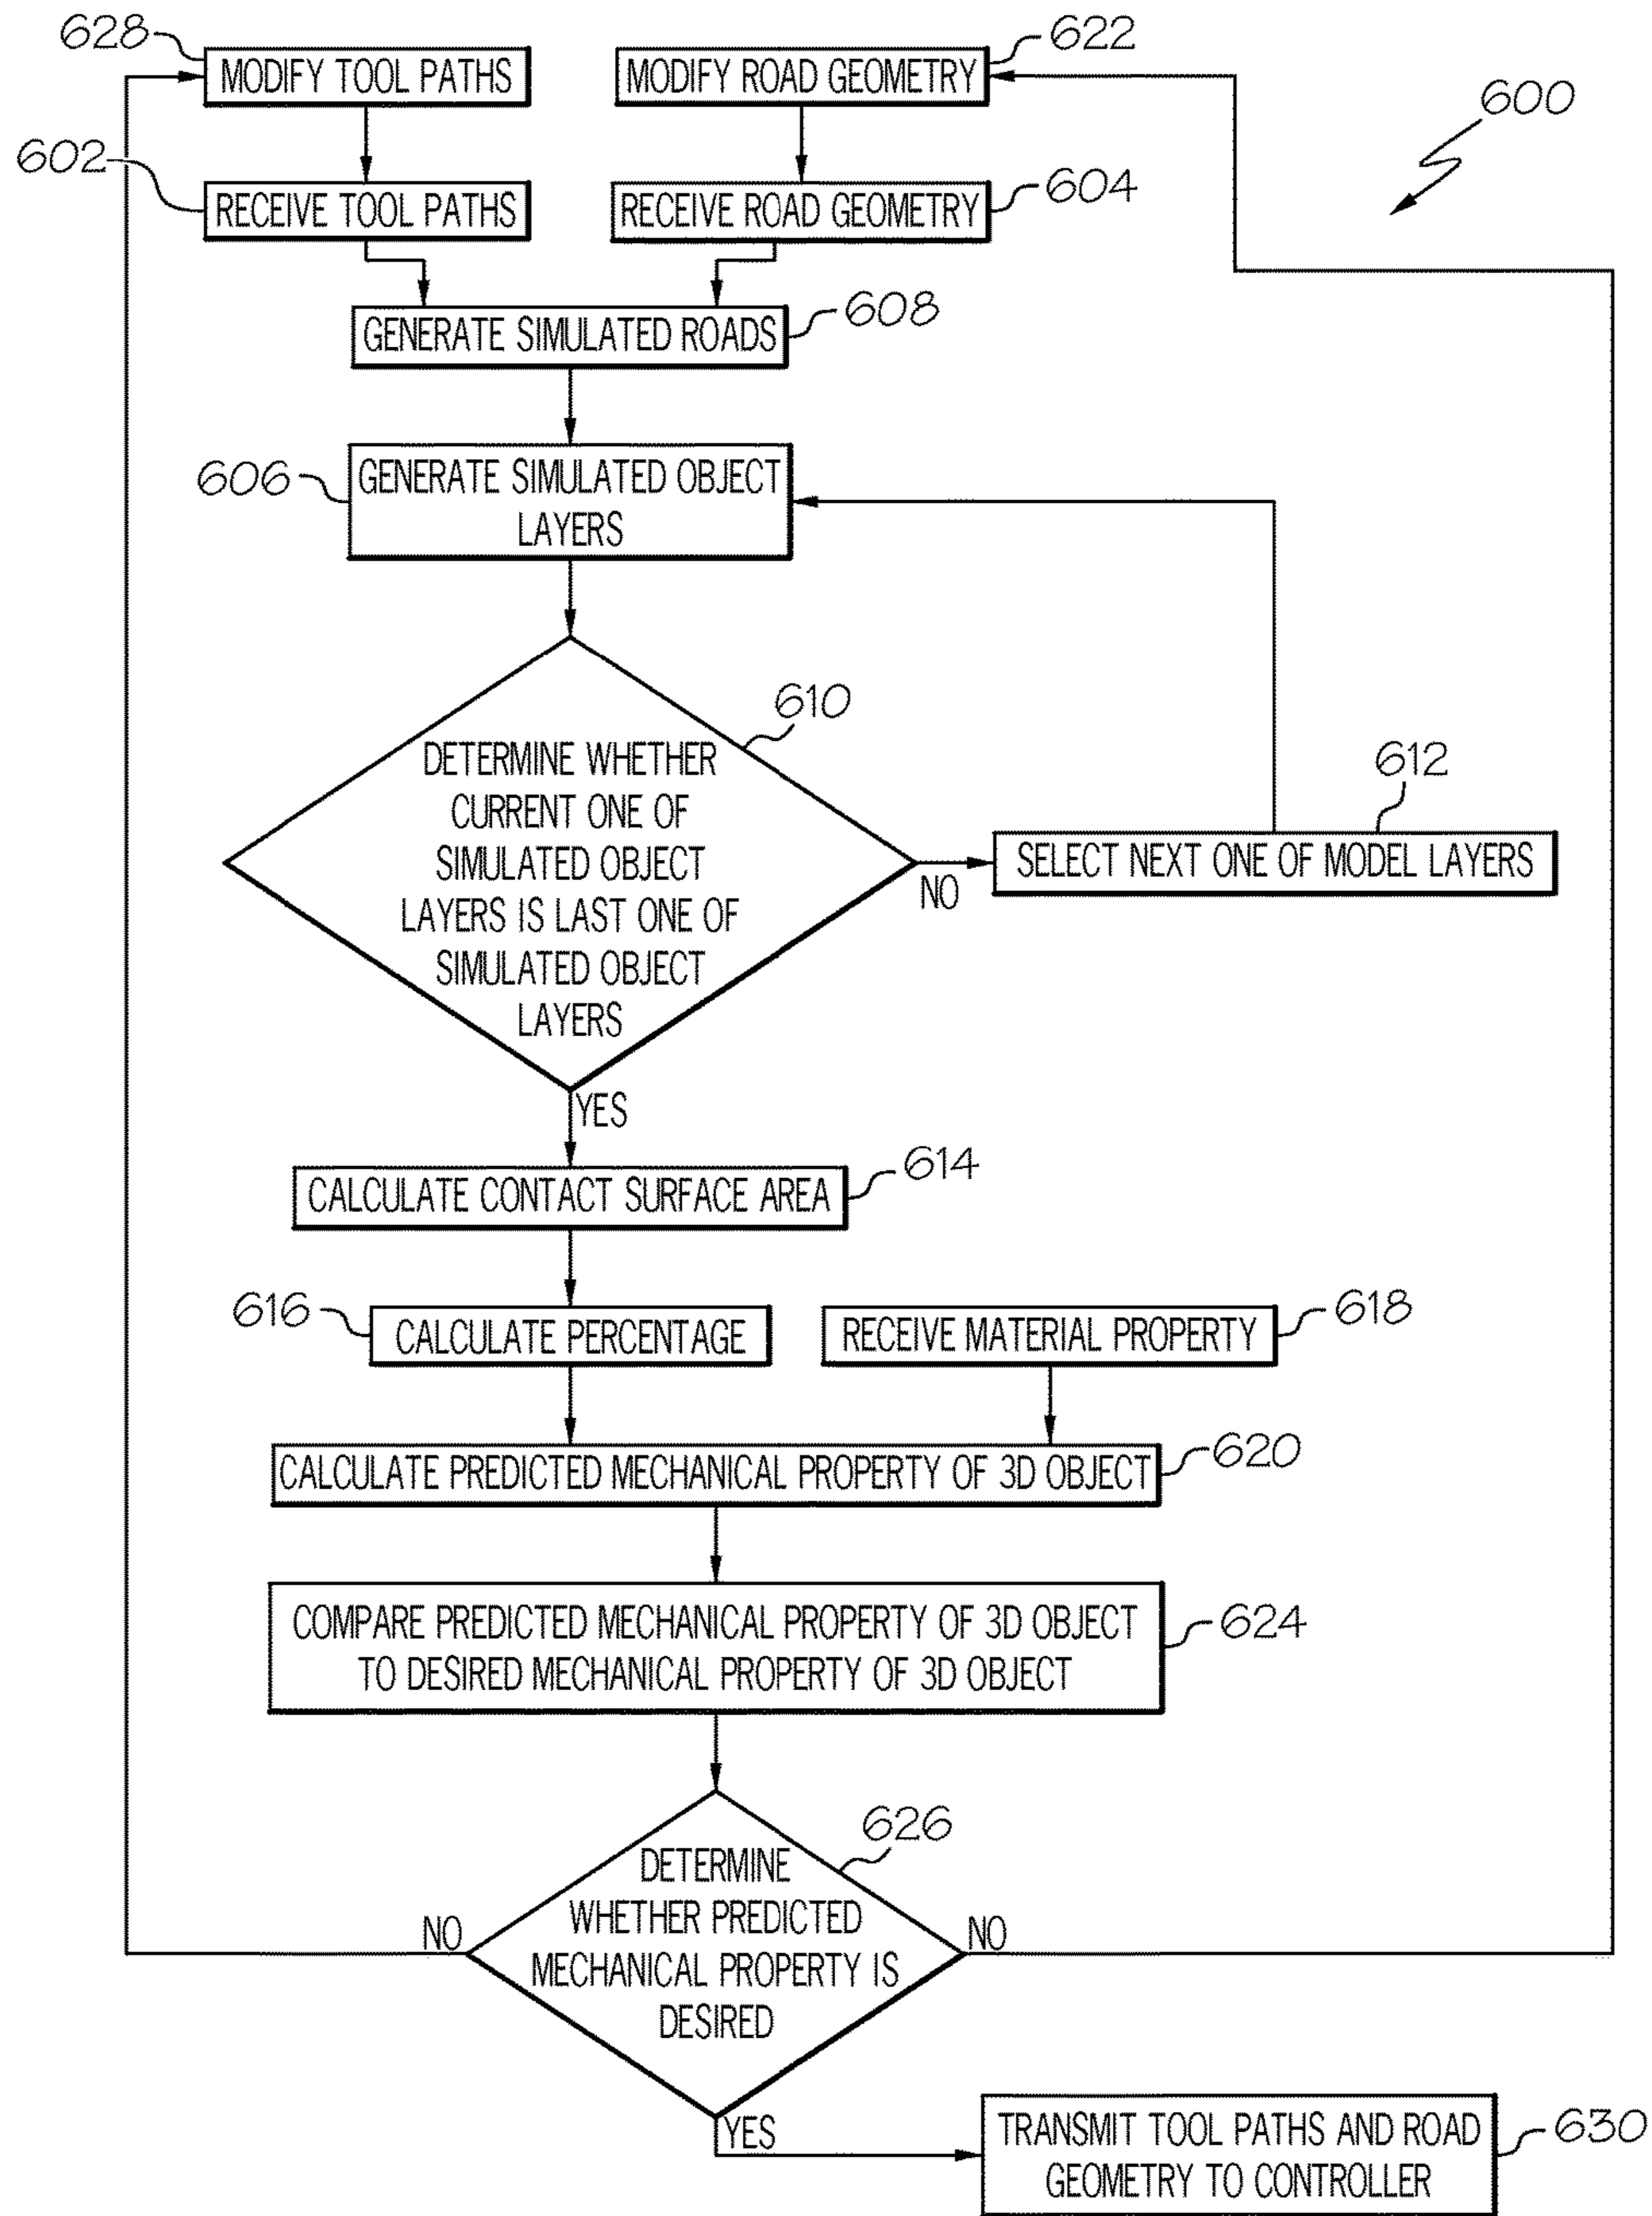 628
MODIFY TOOL PATHS
622
MODIFY ROAD GEOMETRY
600
602
RECEIVE TOOL PATHS
604
RECEIVE ROAD GEOMETRY
608
GENERATE SIMULATED ROADS
606
GENERATE SIMULATED OBJECT
LAYERS
610
DETERMINE WHETHER
CURRENT ONE OF
SIMULATED OBJECT
LAYERS IS LAST ONE OF
SIMULATED OBJECT
LAYERS
NO
612
SELECT NEXT ONE OF MODEL LAYERS
YES
614
CALCULATE CONTACT SURFACE AREA
616
CALCULATE PERCENTAGE
618
RECEIVE MATERIAL PROPERTY
620
CALCULATE PREDICTED MECHANICAL PROPERTY OF 3D OBJECT
COMPARE PREDICTED MECHANICAL PROPERTY OF 3D OBJECT
TO DESIRED MECHANICAL PROPERTY OF 3D OBJECT
624
626
DETERMINE
WHETHER PREDICTED
MECHANICAL PROPERTY IS
DESIRED
NO
NO
YES
TRANSMIT TOOL PATHS AND ROAD
GEOMETRY TO CONTROLLER
630